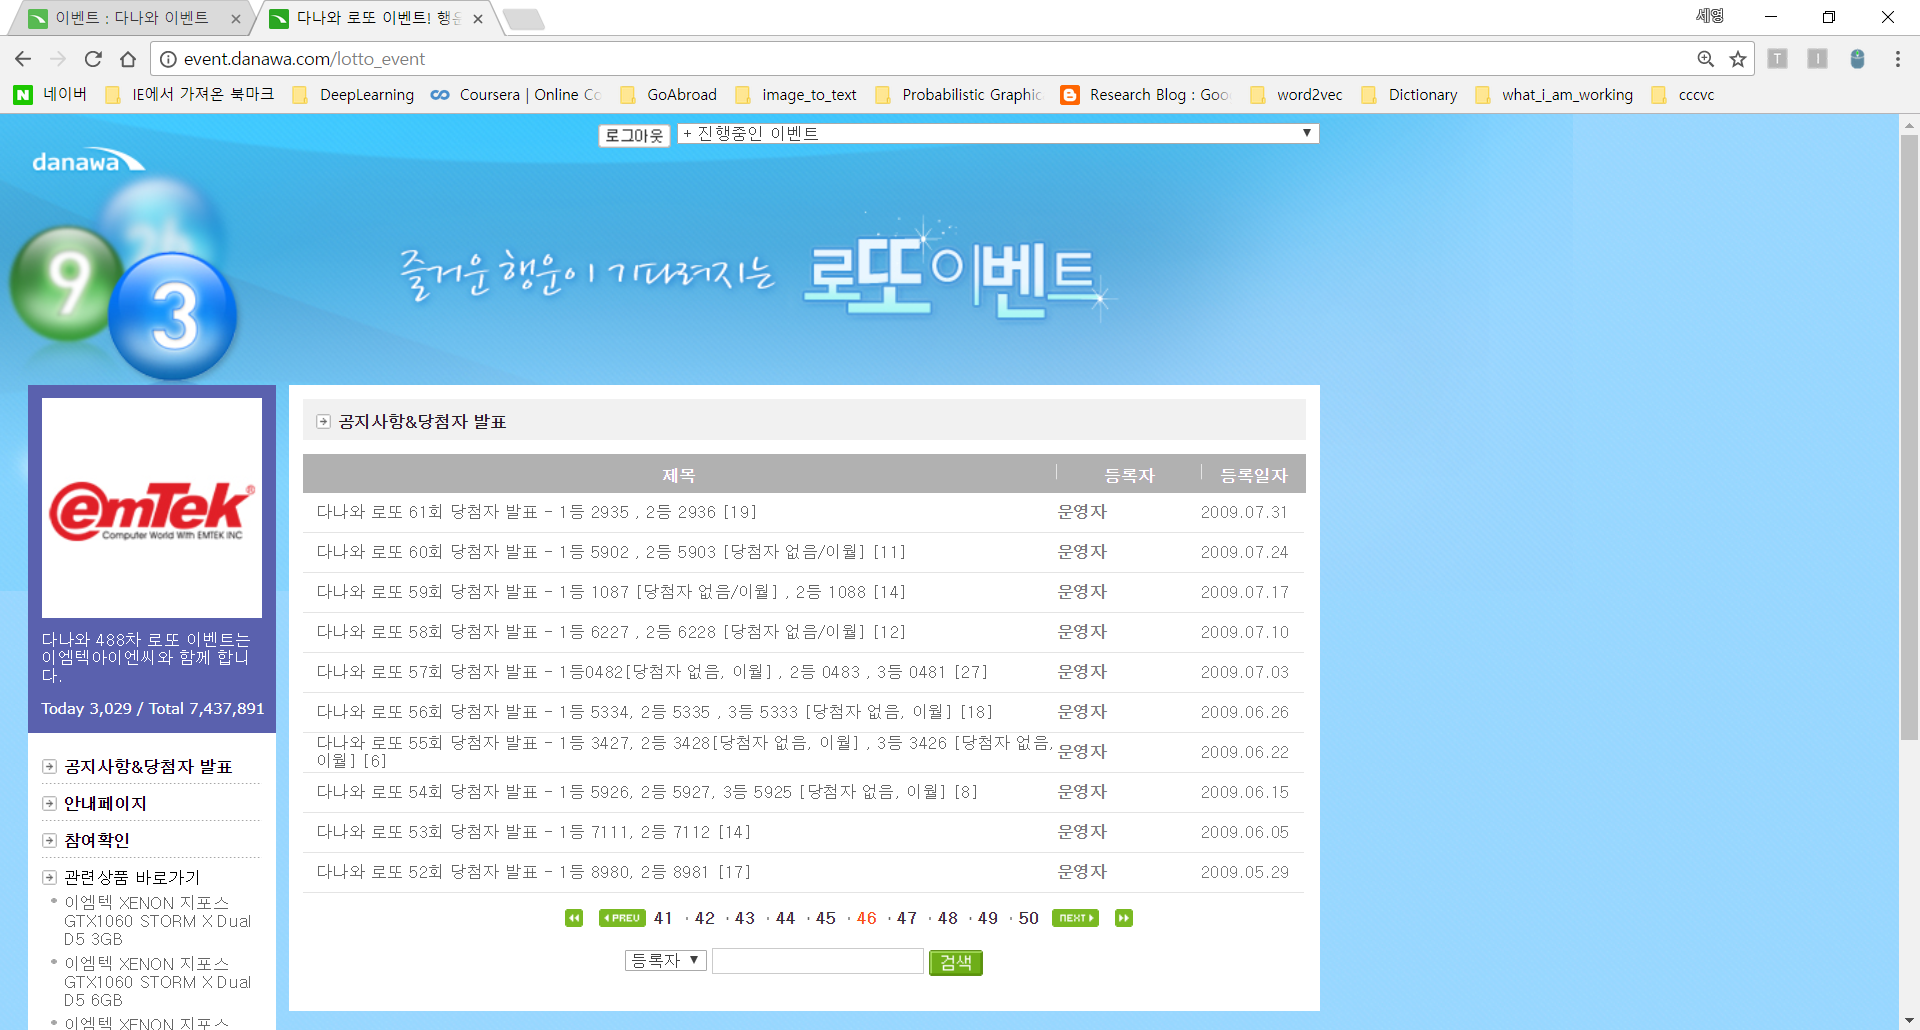 이벤트 : 다나와 이벤트
다나와 로또 이벤트! 행운
세영
event.danawa.com/lotto_event
T
I
N 네이버
IE에서 가져온 북마크
DeepLearning
Coursera | Online Co
GoAbroad
image_to_text
Probabilistic Graphic
Research Blog : Goo
word2vec
Dictionary
what_i_am_working
cccvc
로그아웃
+ 진행중인 이벤트
danawa
26
9
3
즐거운 행운이 기다려지는 로또이벤트
emTek
Computer World With EMTEK INC
다나와 488차 로또 이벤트는
이엠텍아이엔씨와 함께 합니
다.
Today 3,029 / Total 7,437,891
공지사항&당첨자 발표
안내페이지
참여확인
관련상품 바로가기
이엠텍 XENON 지포스
GTX1060 STORM X Dual
D5 3GB
이엠텍 XENON 지포스
GTX1060 STORM X Dual
D5 6GB
이엠텍 XENON 지포스
공지사항&당첨자 발표
제목 등록자 등록일자
다나와 로또 61회 당첨자 발표 - 1등 2935 , 2등 2936 [19] 운영자 2009.07.31
다나와 로또 60회 당첨자 발표 - 1등 5902 , 2등 5903 [당첨자 없음/이월] [11] 운영자 2009.07.24
다나와 로또 59회 당첨자 발표 - 1등 1087 [당첨자 없음/이월] , 2등 1088 [14] 운영자 2009.07.17
다나와 로또 58회 당첨자 발표 - 1등 6227 , 2등 6228 [당첨자 없음/이월] [12] 운영자 2009.07.10
다나와 로또 57회 당첨자 발표 - 1등0482[당첨자 없음, 이월] , 2등 0483 , 3등 0481 [27] 운영자 2009.07.03
다나와 로또 56회 당첨자 발표 - 1등 5334, 2등 5335 , 3등 5333 [당첨자 없음, 이월] [18] 운영자 2009.06.26
다나와 로또 55회 당첨자 발표 - 1등 3427, 2등 3428[당첨자 없음, 이월] , 3등 3426 [당첨자 없음,
이월] [6] 운영자 2009.06.22
다나와 로또 54회 당첨자 발표 - 1등 5926, 2등 5927, 3등 5925 [당첨자 없음, 이월] [8] 운영자 2009.06.15
다나와 로또 53회 당첨자 발표 - 1등 7111, 2등 7112 [14] 운영자 2009.06.05
다나와 로또 52회 당첨자 발표 - 1등 8980, 2등 8981 [17] 운영자 2009.05.29
PREV 41 · 42 · 43 · 44 · 45 · 46 · 47 · 48 · 49 · 50 NEXT
등록자 검색